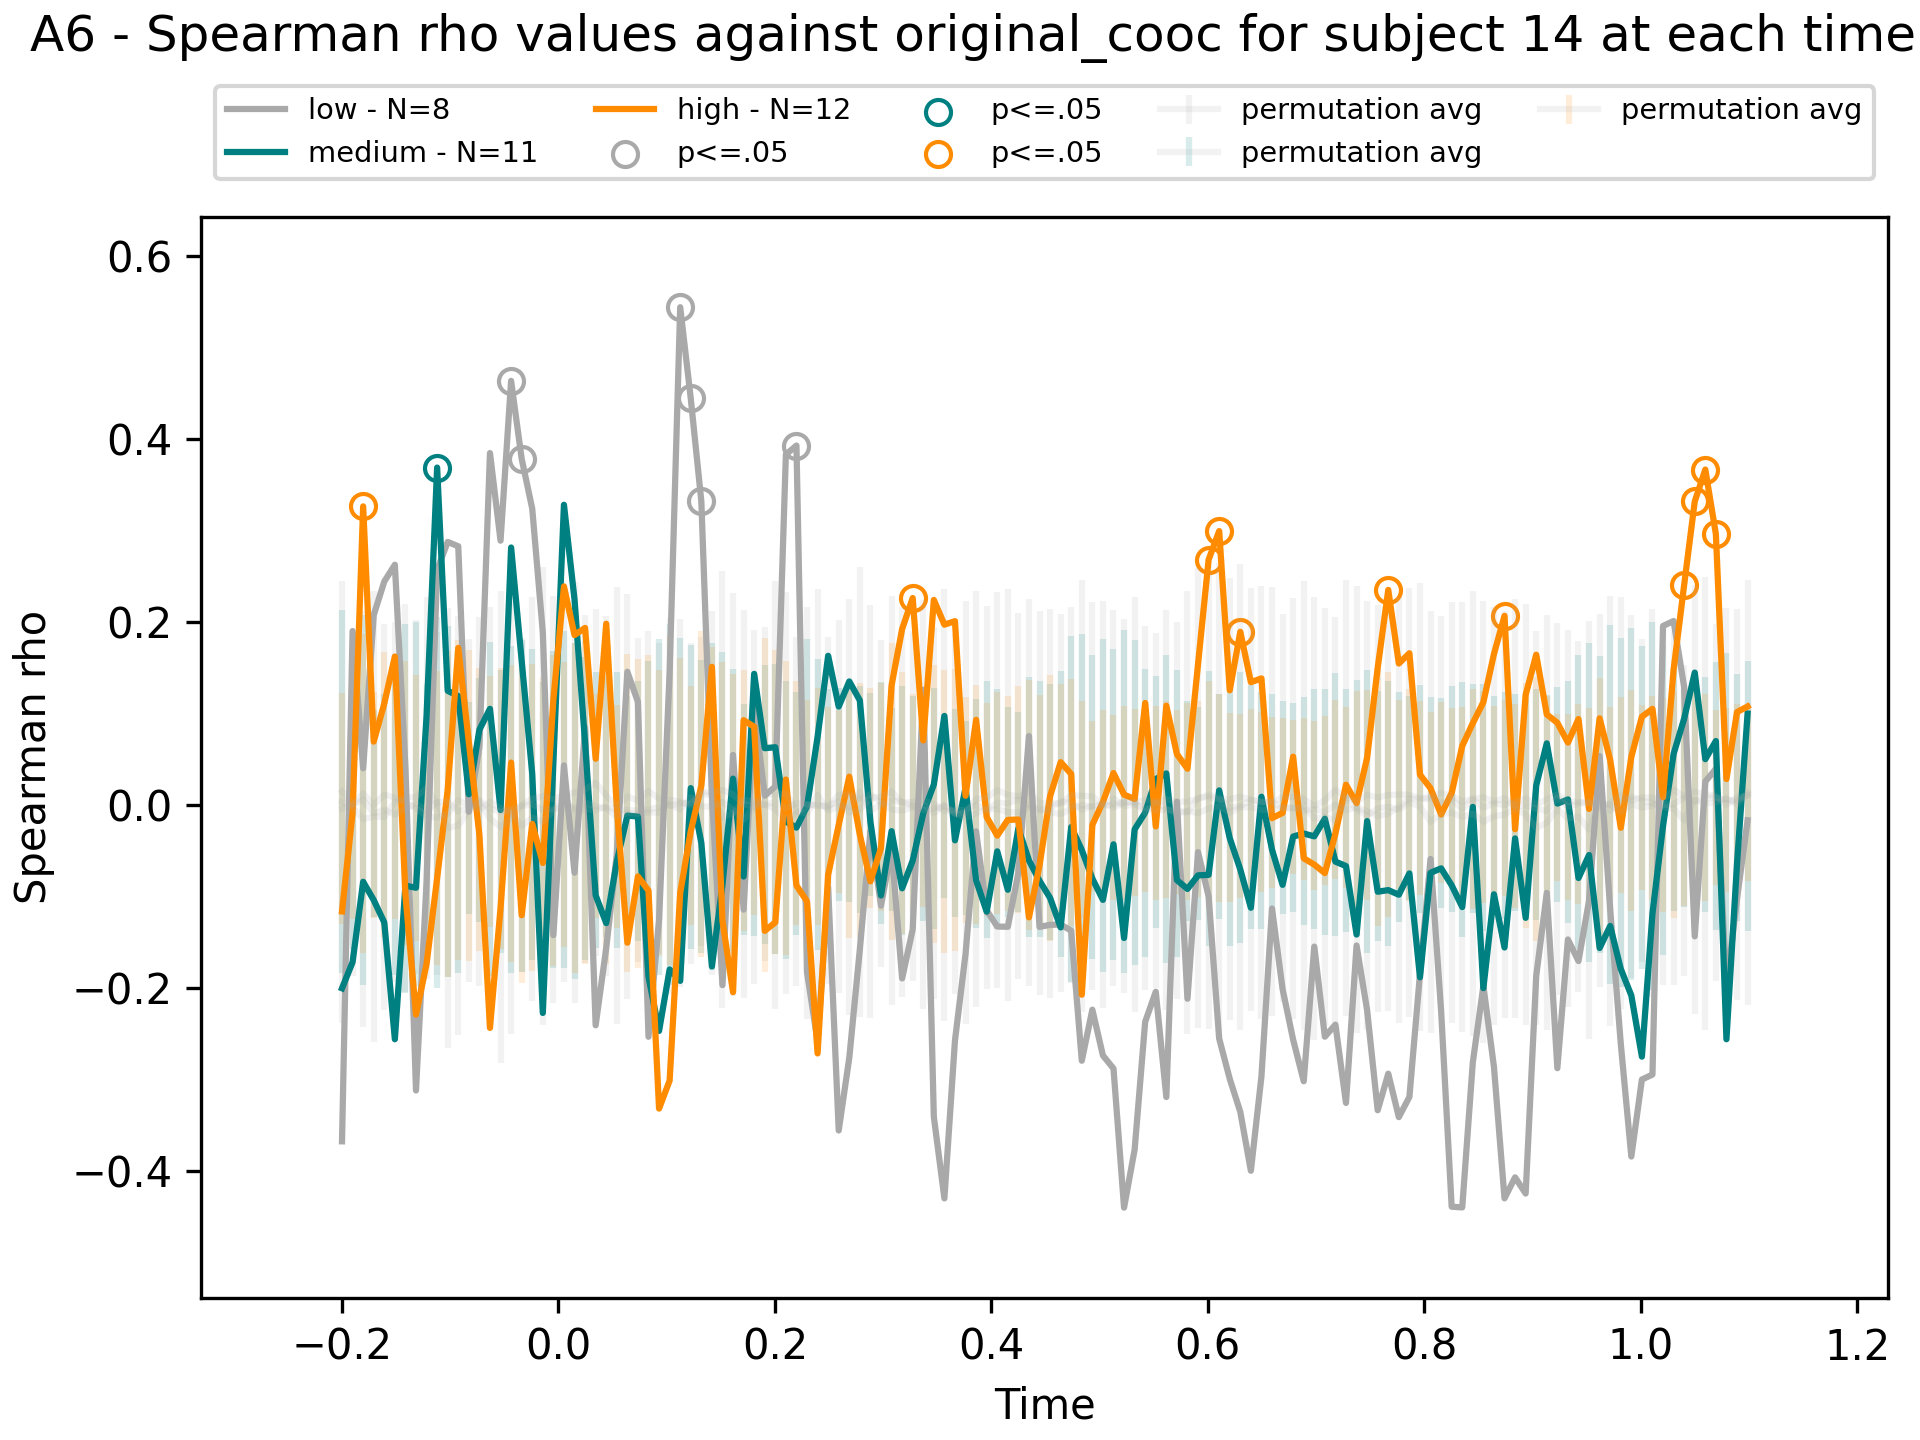 A6 - Spearman rho values against original_cooc for subject 14 at each time
low - N=8
medium - N=11
high - N=12
p<=.05
p<=.05
p<=.05
permutation avg
permutation avg
permutation avg
Spearman rho
0.6
0.4
0.2
0.0
−0.2
−0.4
−0.2
0.0
0.2
0.4
0.6
0.8
1.0
1.2
Time